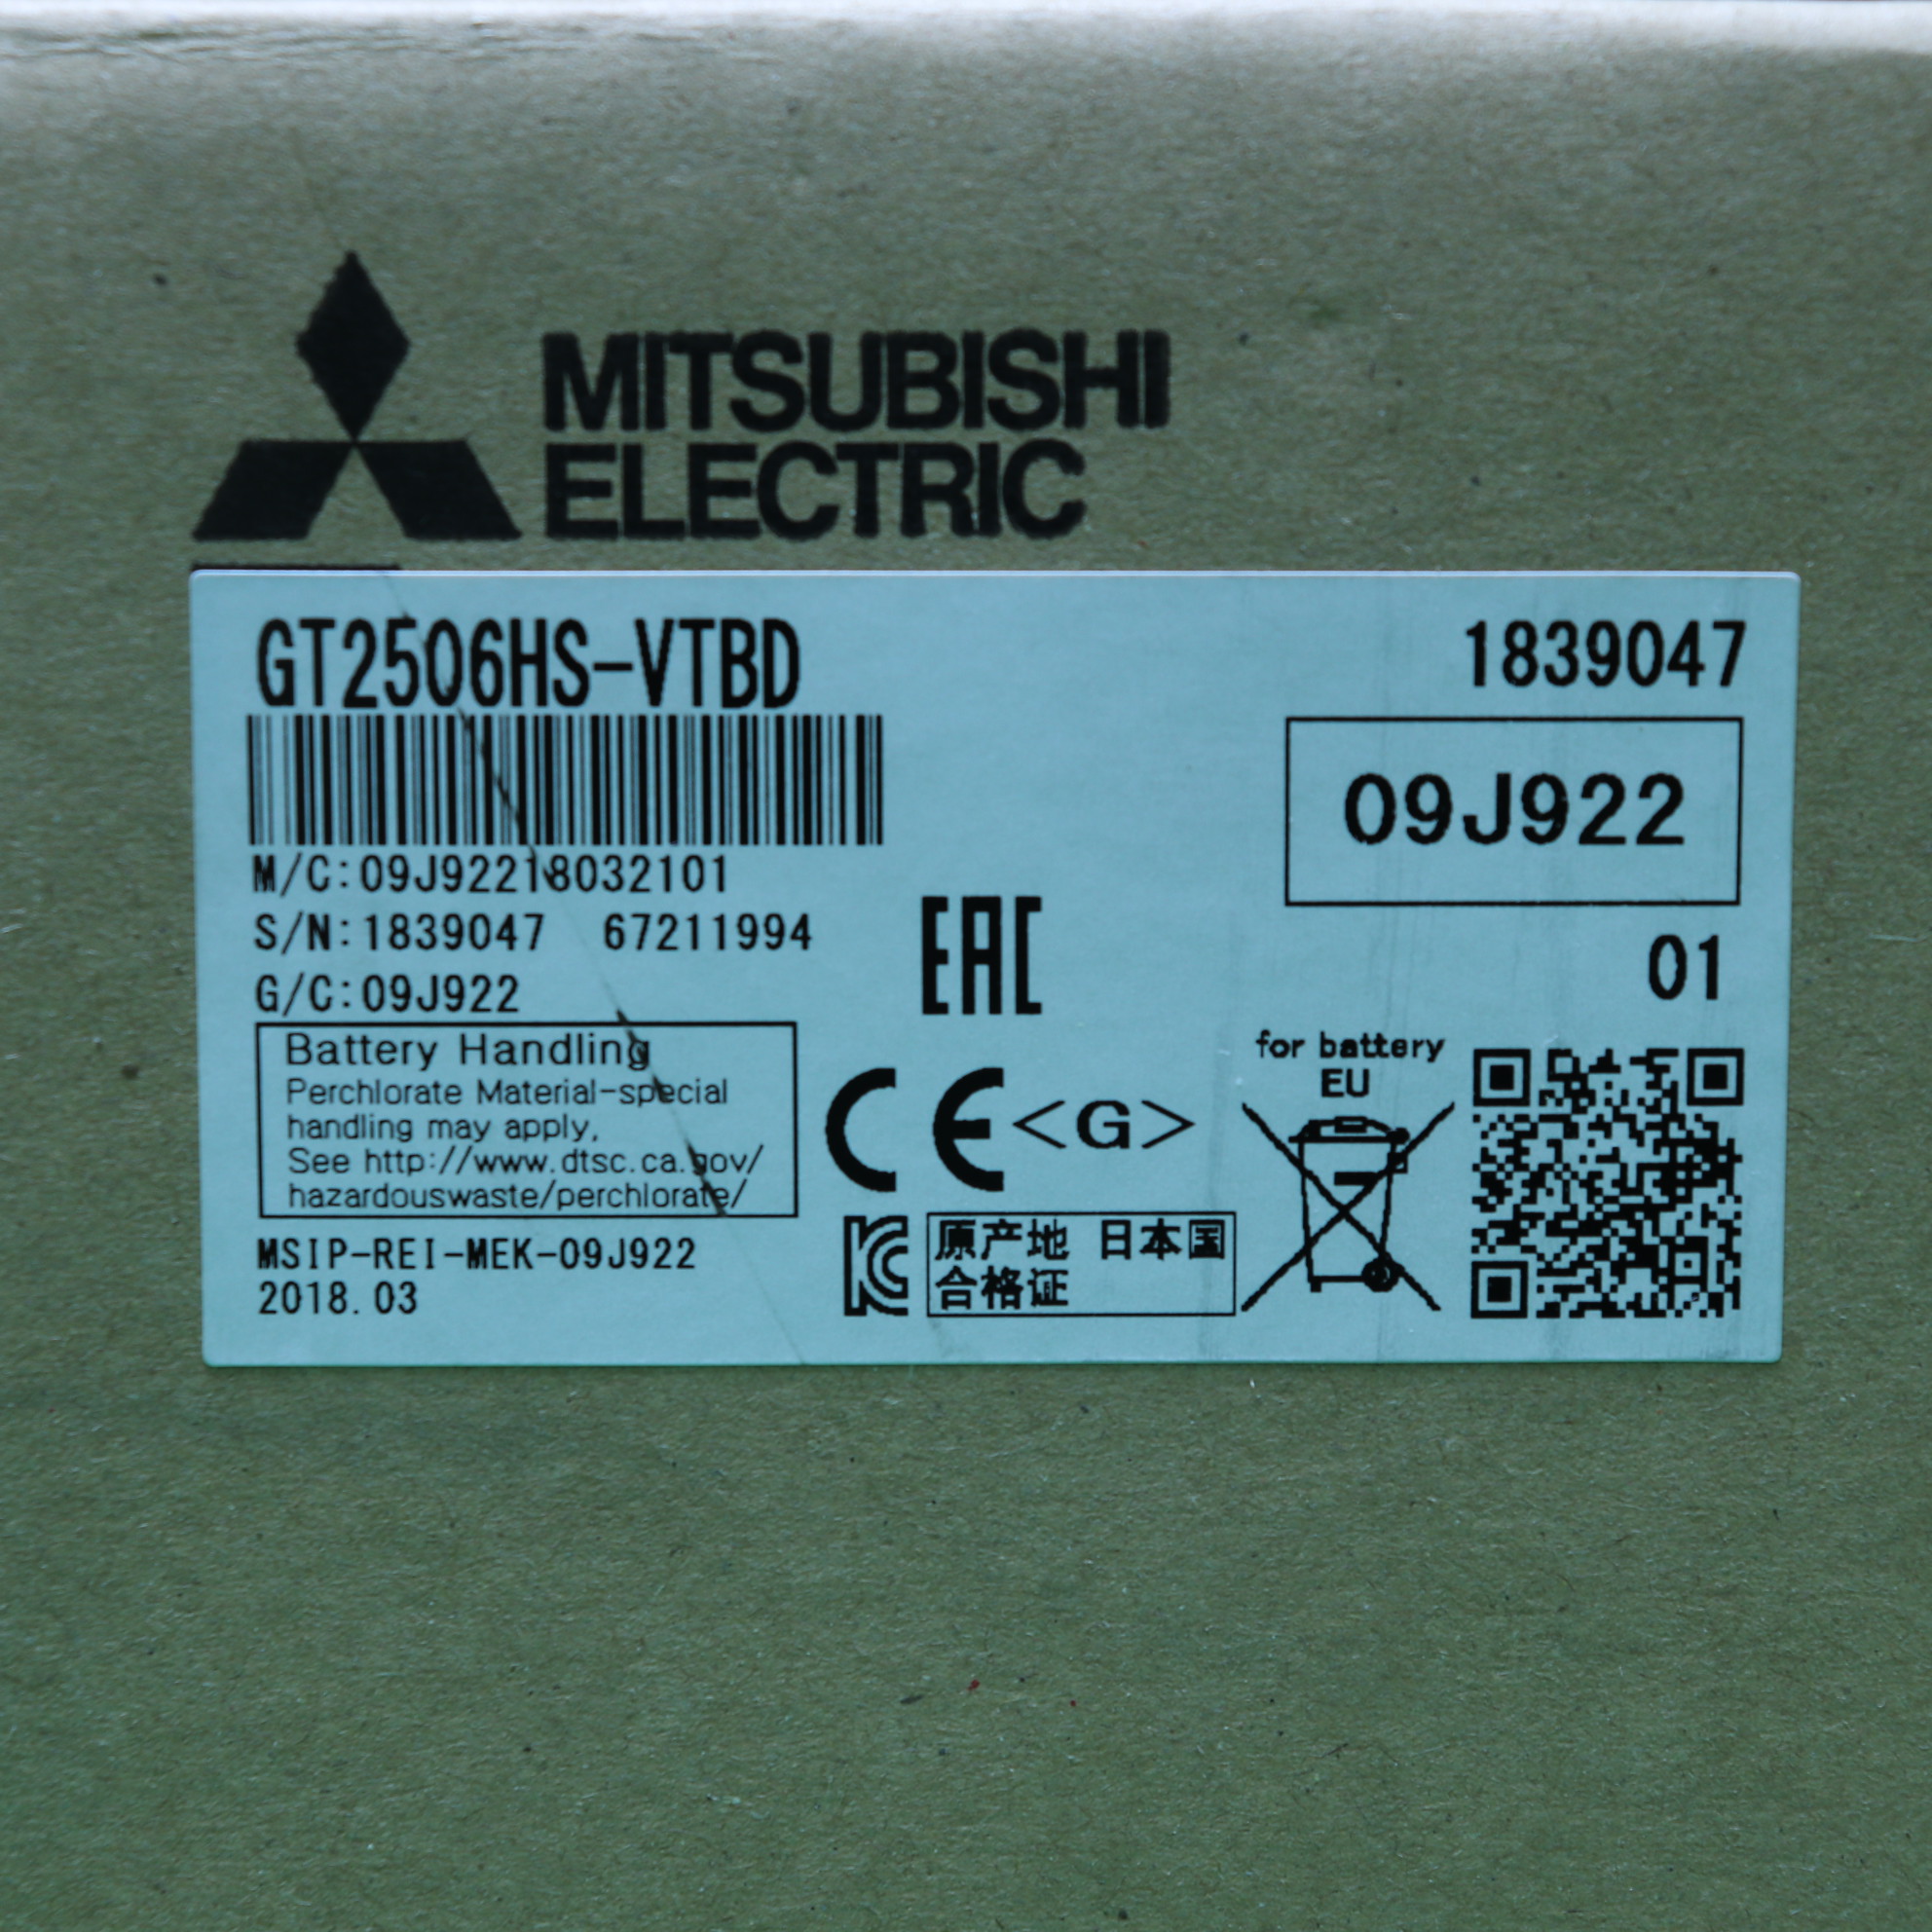 MITSUBISHI
ELECTRIC
GT2506HS-VTBD
1839047
09J922
M/C:09J92218032101
S/N:1839047 67211994
G/C:09J922
01
EAC
Battery Handling
Perchlorate Material-special
handling may apply,
See http://www.dtsc.ca.gov/
hazardouswaste/perchlorate/
CE <G>
for battery
EU
MSIP-REI-MEK-09J922
2018.03
KC
原产地 日本国
合格证